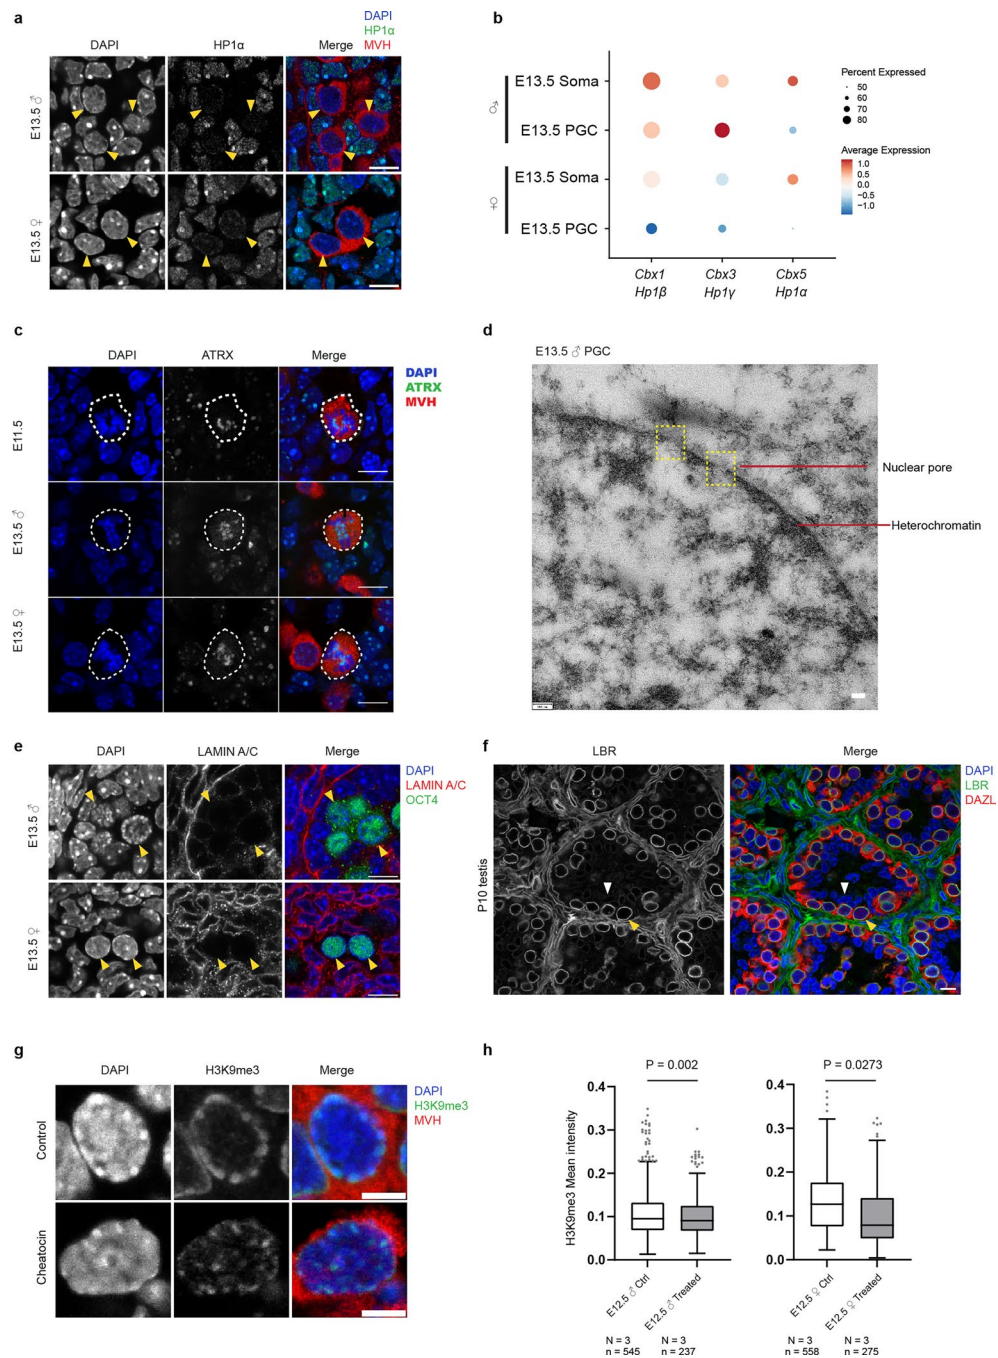 a
DAPI
HP1α
Merge
DAPI
HP1α
MVH
E13.5 ♂
E13.5 ♀
b
♂
♀
E13.5 Soma
E13.5 PGC
E13.5 Soma
E13.5 PGC
Cbx1
Hp1β
Cbx3
Hp1γ
Cbx5
Hp1α
Percent Expressed
50
60
70
80
Average Expression
1.0
0.5
0.0
−0.5
−1.0
c
DAPI
ATRX
Merge
DAPI
ATRX
MVH
E11.5
E13.5 ♂
E13.5 ♀
d
E13.5 ♂ PGC
Nuclear pore
Heterochromatin
e
DAPI
LAMIN A/C
Merge
DAPI
LAMIN A/C
OCT4
E13.5 ♂
E13.5 ♀
f
LBR
Merge
DAPI
LBR
DAZL
P10 testis
g
DAPI
H3K9me3
Merge
DAPI
H3K9me3
MVH
Control
Cheatocin
h
P = 0.002
P = 0.0273
H3K9me3 Mean intensity
0.4
0.3
0.2
0.1
0.0
0.4
0.3
0.2
0.1
0.0
E12.5 ♂ Ctrl
E12.5 ♂ Treated
E12.5 ♀ Ctrl
E12.5 ♀ Treated
N = 3
n = 545
N = 3
n = 237
N = 3
n = 558
N = 3
n = 275